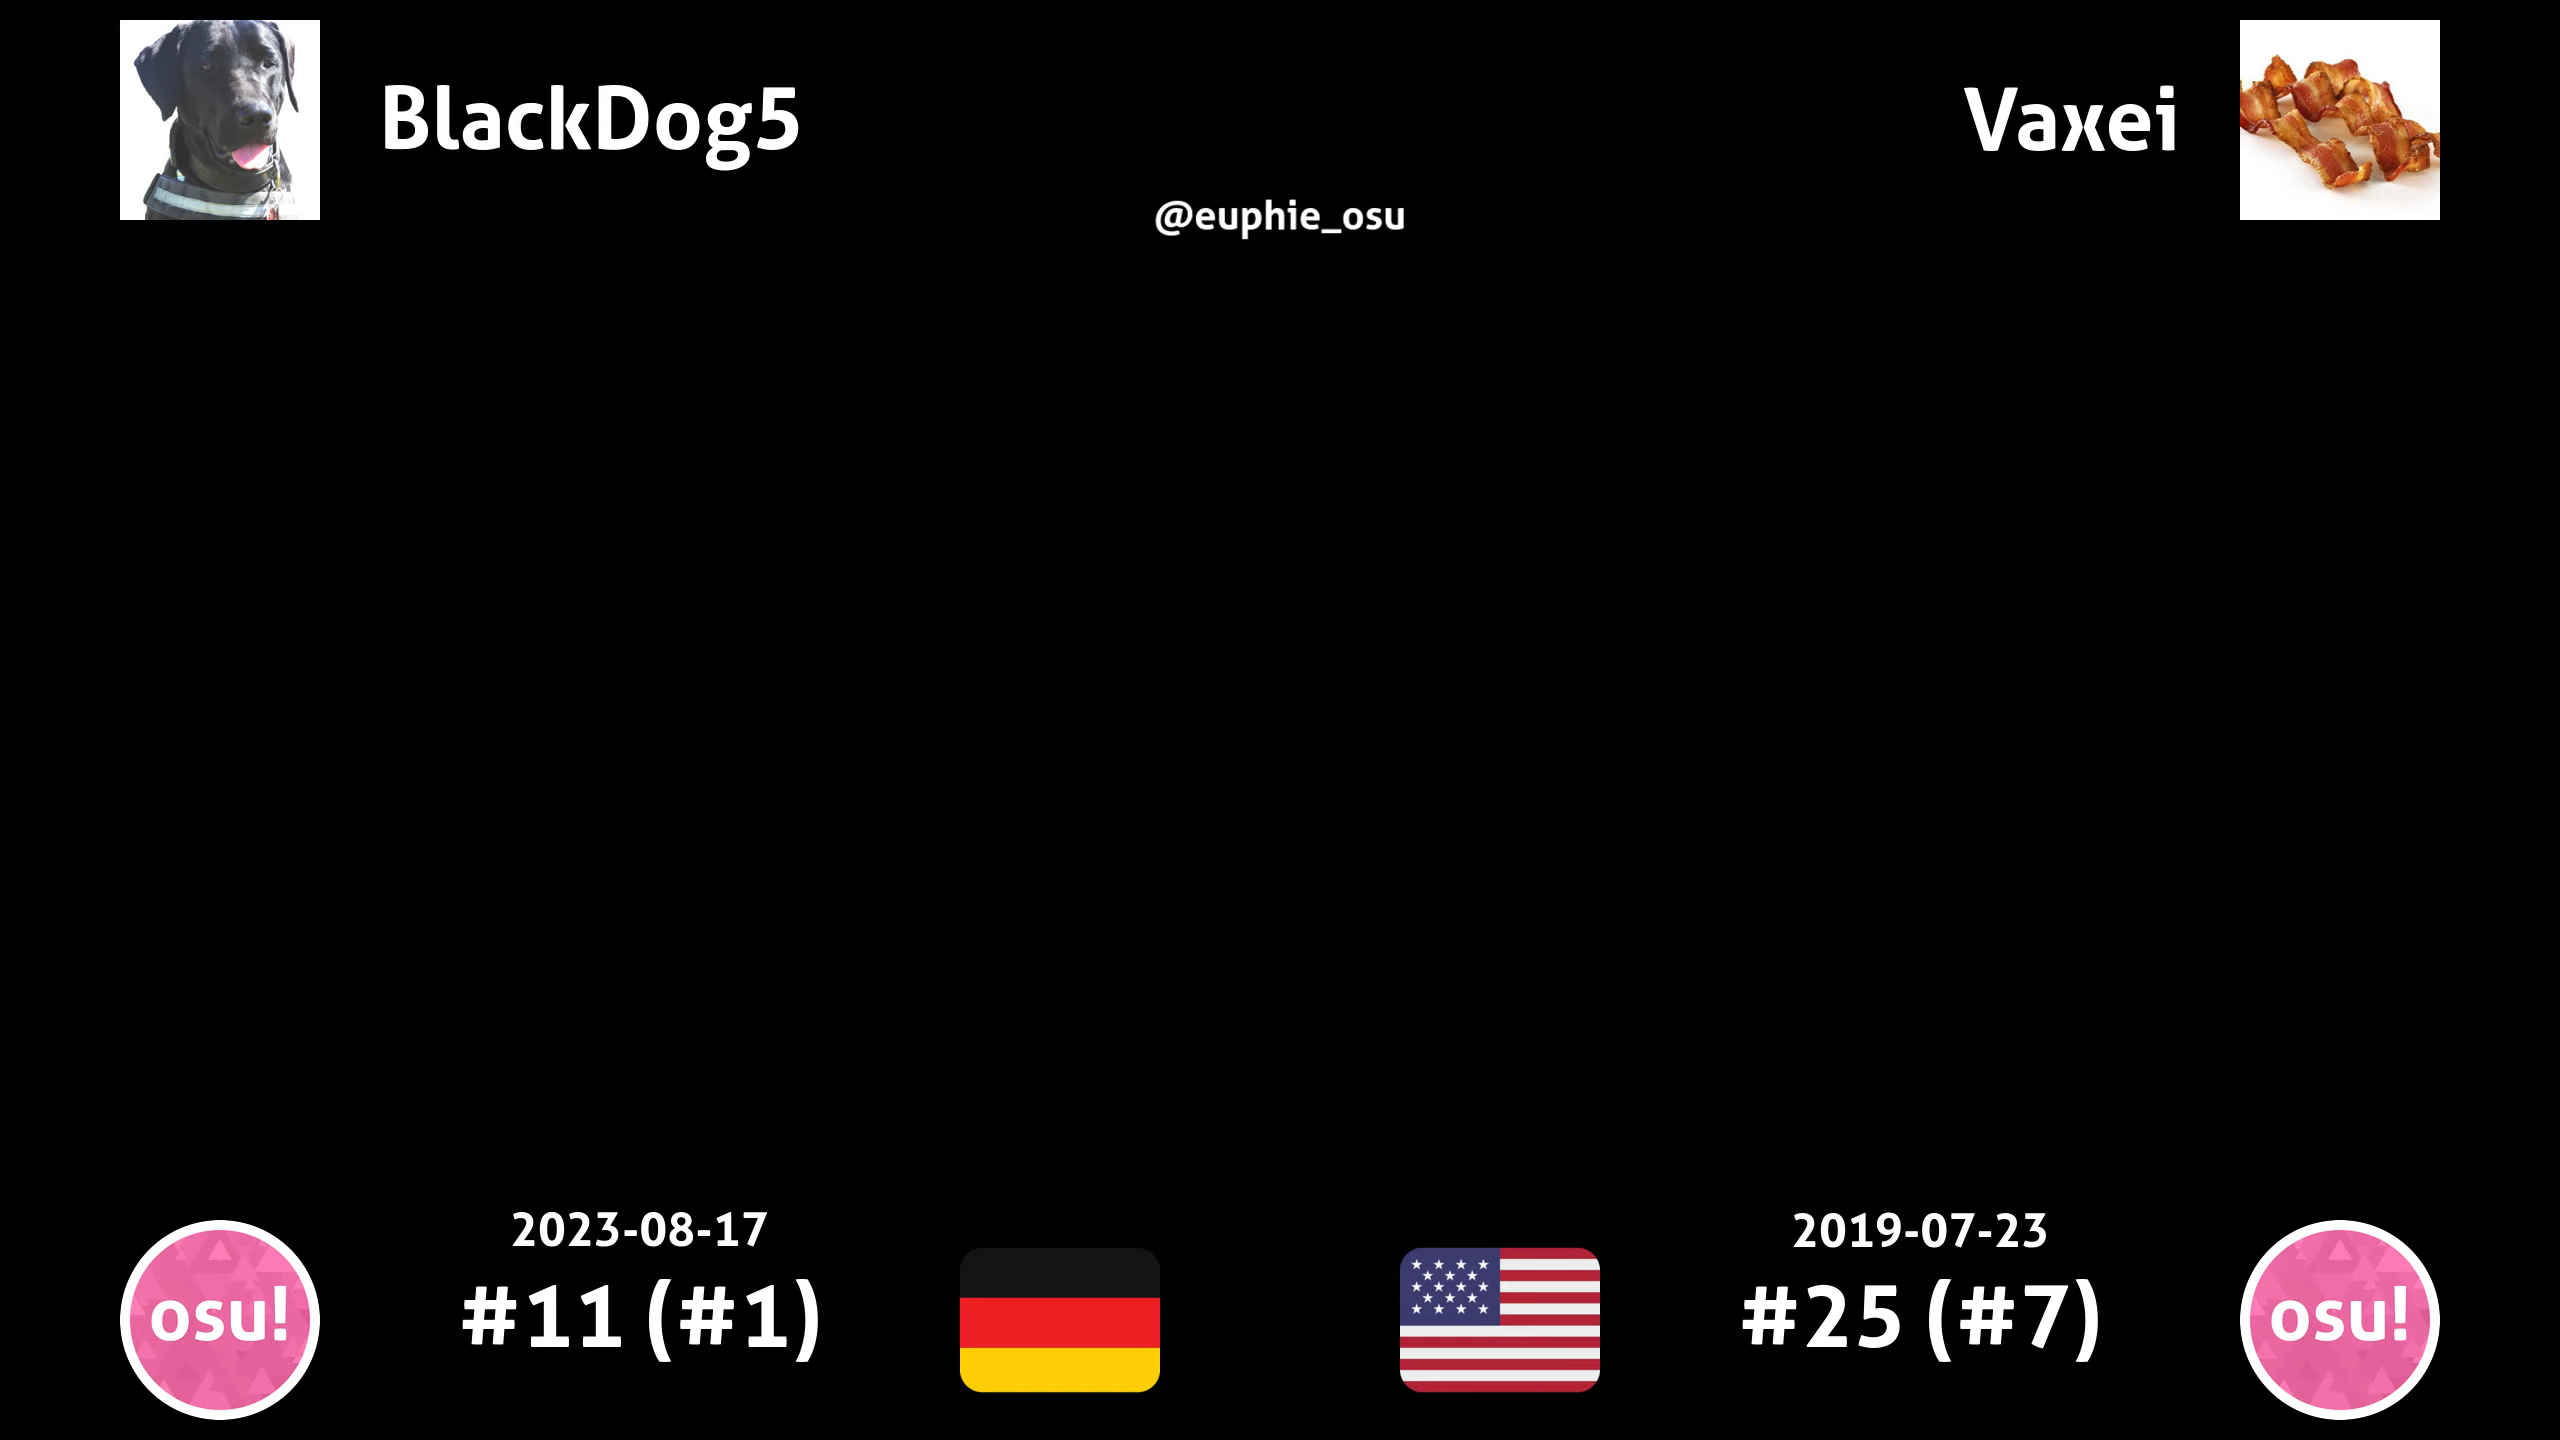 BlackDog5
Vaxei
@euphie_osu
2023-08-17
#11 (#1)
2019-07-23
#25 (#7)
osu!
osu!